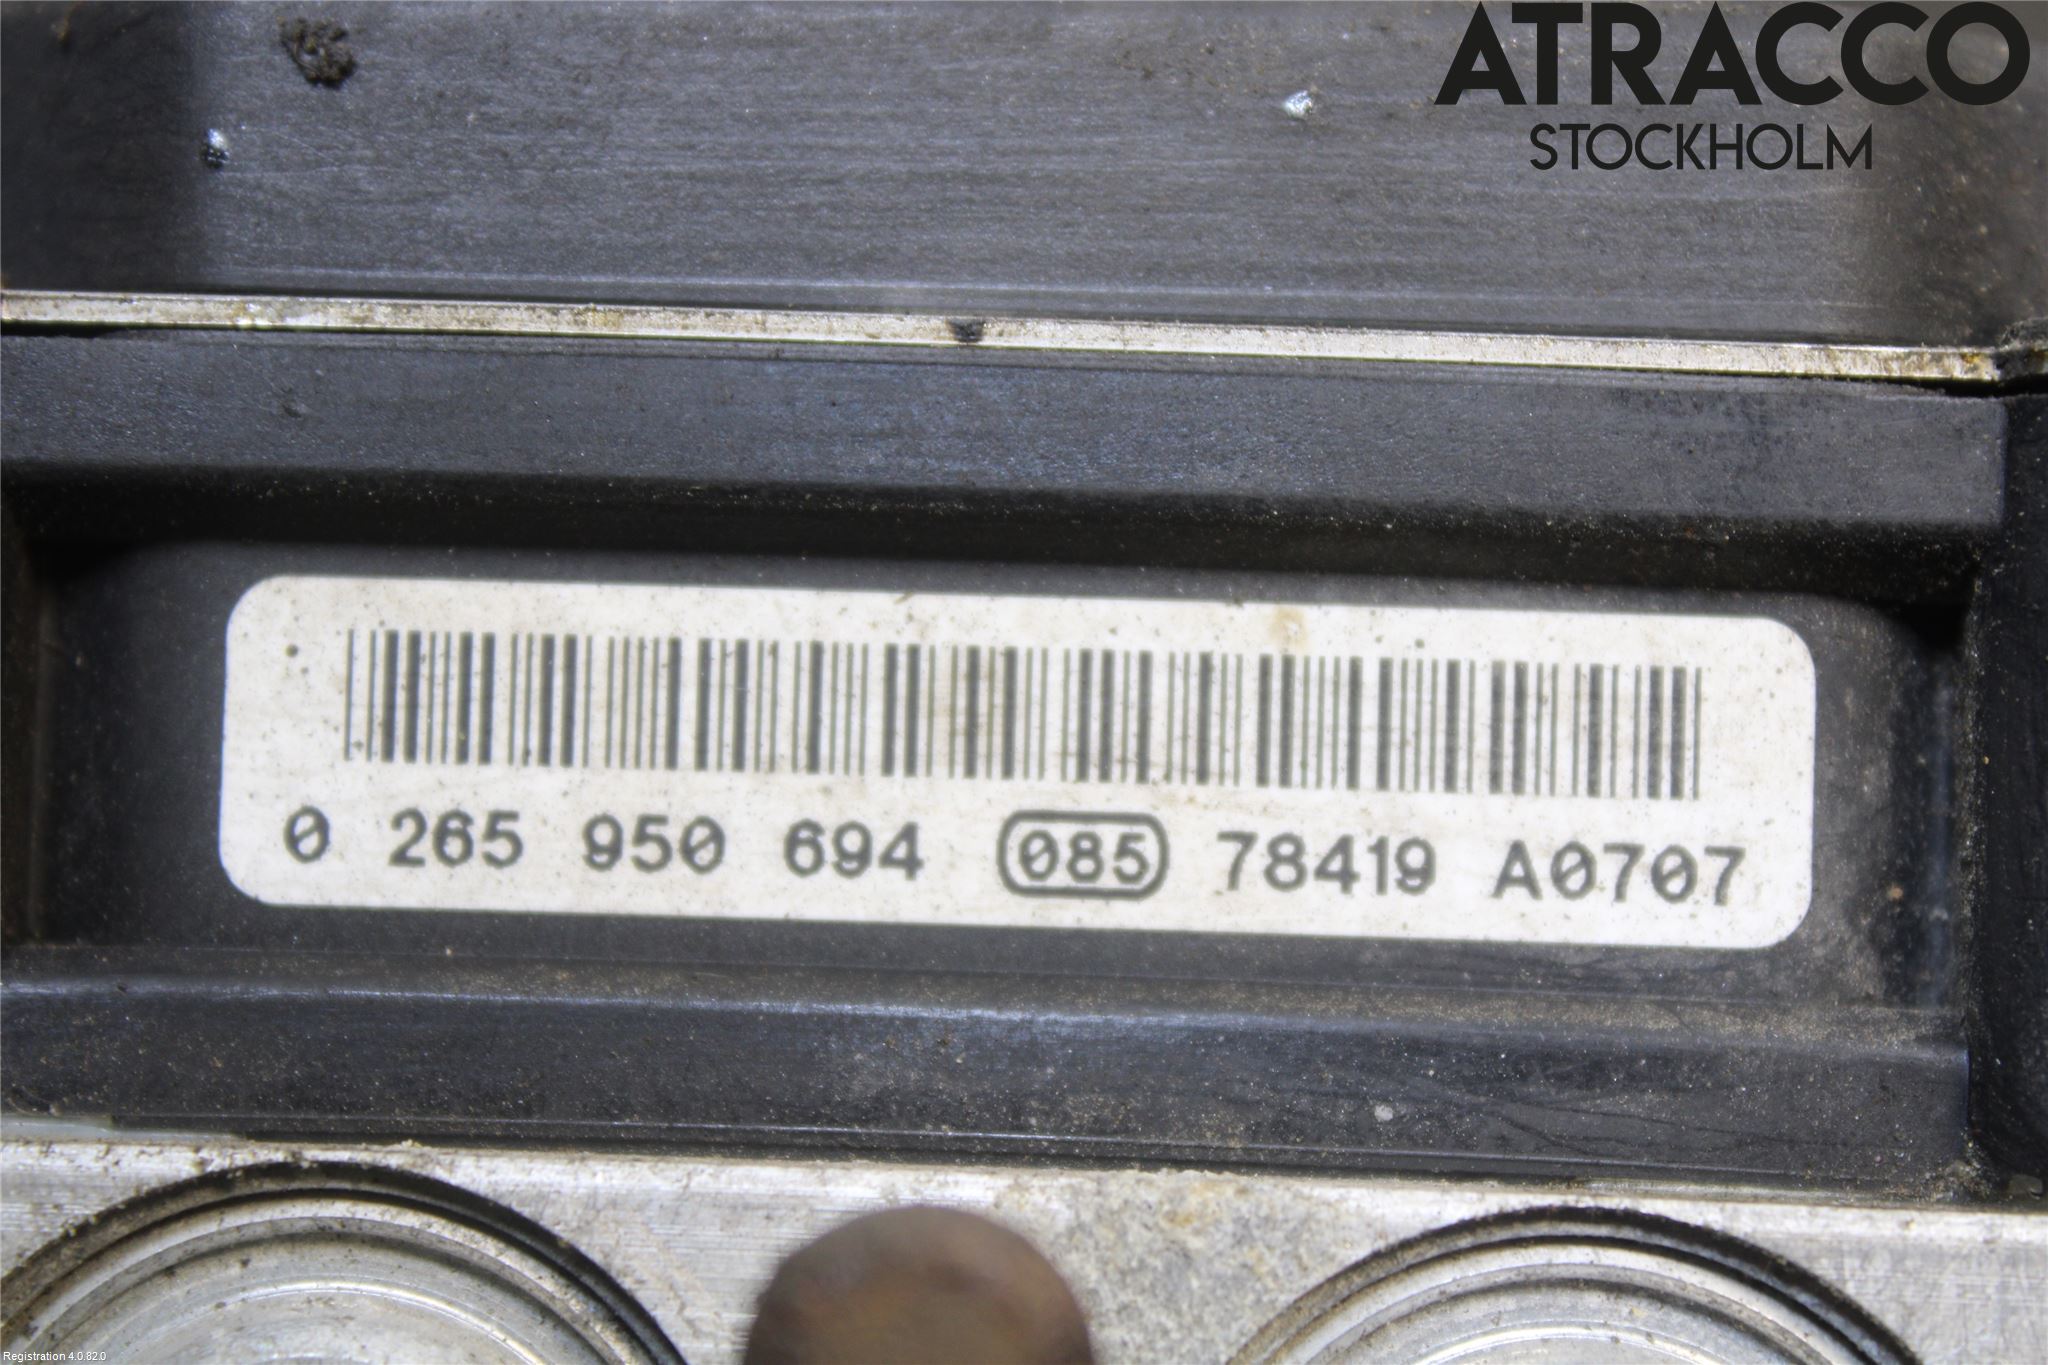 ATRACCO
STOCKHOLM
0 265 950 694 085 78419 A0707
Registration 4.0.82.0